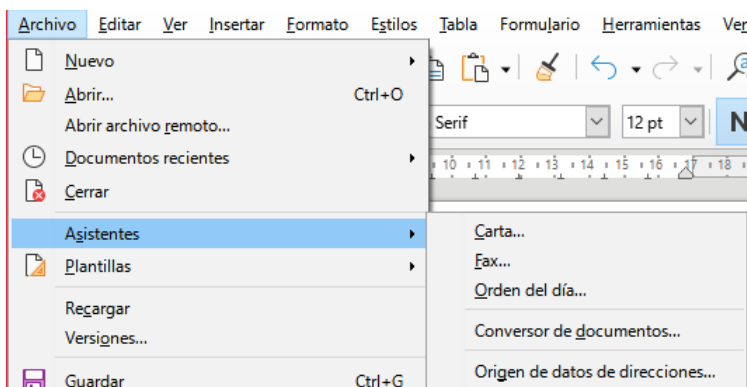 Archivo Editar Ver Insertar Formato Estilos Tabla Formulario Herramientas
Nuevo
Abrir... Ctrl+O
Abrir archivo remoto...
Documentos recientes
Cerrar
Asistentes
Plantillas
Recargar
Versiones...
Guardar Ctrl+G
Serif 12 pt N
10 11 12 13 14 15 16 17 18
Carta...
Fax...
Orden del día...
Conversor de documentos...
Origen de datos de direcciones...